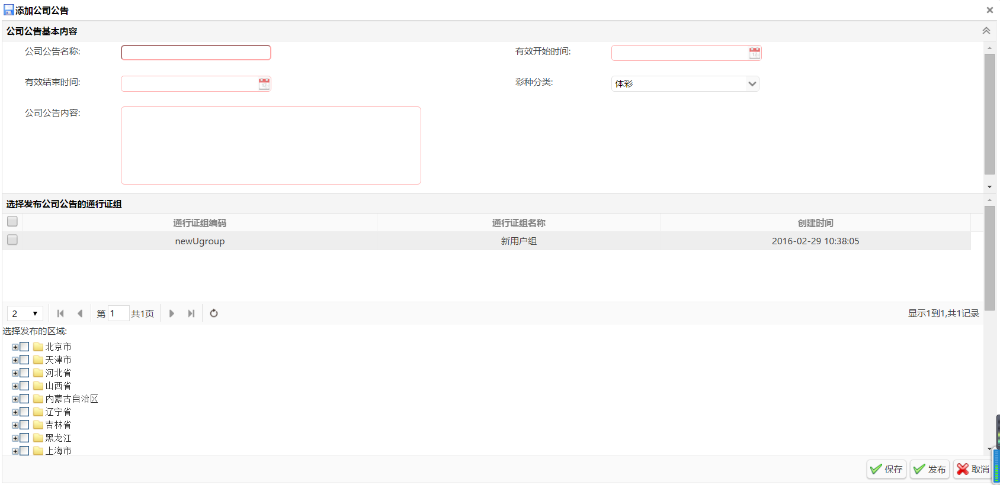 添加公司公告
公司公告基本内容
公司公告名称:
有效开始时间:
有效结束时间:
彩种分类: 体彩
公司公告内容:
选择发布公司公告的通行证组
通行证组编码 通行证组名称 创建时间
newUgroup 新用户组 2016-02-29 10:38:05
2 第 1 共1页 显示1到1,共1记录
选择发布的区域:
北京市
天津市
河北省
山西省
内蒙古自治区
辽宁省
吉林省
黑龙江
上海市
保存 发布 取消